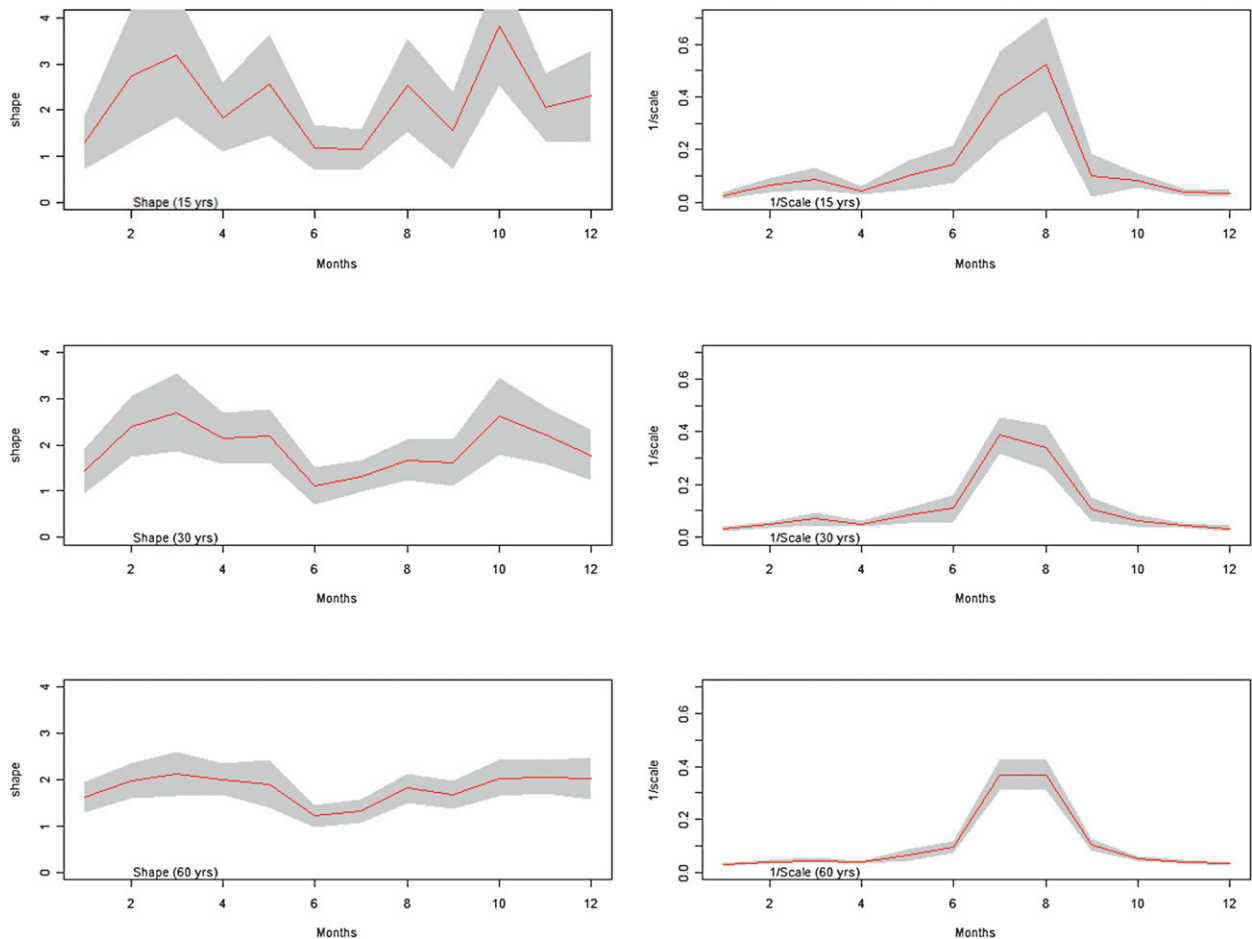 shape
4
3
2
1
0
Shape (15 yrs)
2 4 6 8 10 12
Months
1/scale
0.6
0.4
0.2
0.0
1/Scale (15 yrs)
2 4 6 8 10 12
Months
shape
4
3
2
1
0
Shape (30 yrs)
2 4 6 8 10 12
Months
1/scale
0.6
0.4
0.2
0.0
1/Scale (30 yrs)
2 4 6 8 10 12
Months
shape
4
3
2
1
0
Shape (60 yrs)
2 4 6 8 10 12
Months
1/scale
0.6
0.4
0.2
0.0
1/Scale (60 yrs)
2 4 6 8 10 12
Months